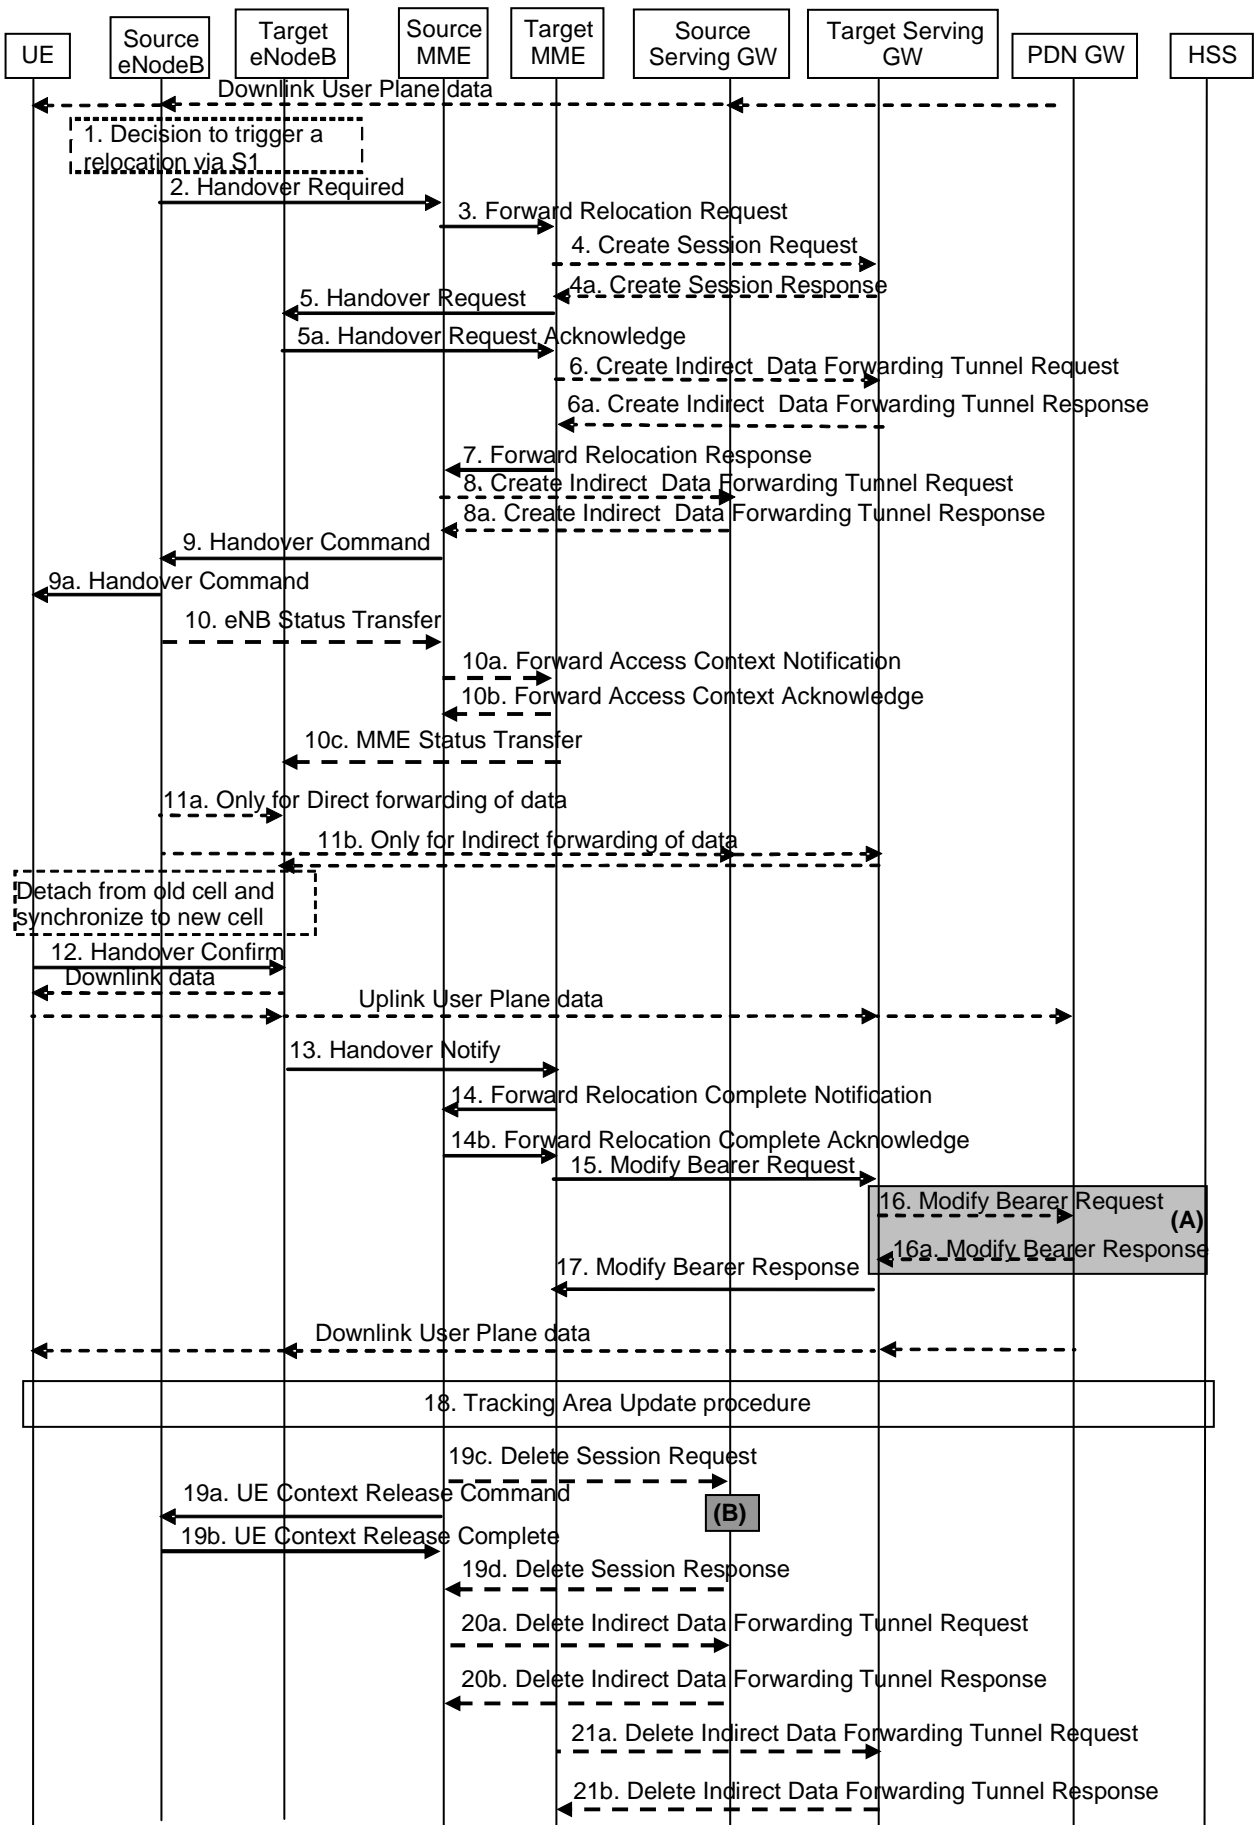 UE
Source
eNodeB
Target
eNodeB
Source
MME
Target
MME
Source
Serving GW
Target Serving
GW
PDN GW
HSS
Downlink User Plane data
1. Decision to trigger a
relocation via S1
2. Handover Required
3. Forward Relocation Request
4. Create Session Request
4a. Create Session Response
5. Handover Request
5a. Handover Request Acknowledge
6. Create Indirect Data Forwarding Tunnel Request
6a. Create Indirect Data Forwarding Tunnel Response
7. Forward Relocation Response
8. Create Indirect Data Forwarding Tunnel Request
8a. Create Indirect Data Forwarding Tunnel Response
9. Handover Command
9a. Handover Command
10. eNB Status Transfer
10a. Forward Access Context Notification
10b. Forward Access Context Acknowledge
10c. MME Status Transfer
11a. Only for Direct forwarding of data
11b. Only for Indirect forwarding of data
Detach from old cell and
synchronize to new cell
12. Handover Confirm
Downlink data
Uplink User Plane data
13. Handover Notify
14. Forward Relocation Complete Notification
14b. Forward Relocation Complete Acknowledge
15. Modify Bearer Request
16. Modify Bearer Request
(A)
16a. Modify Bearer Response
17. Modify Bearer Response
Downlink User Plane data
18. Tracking Area Update procedure
19c. Delete Session Request
19a. UE Context Release Command
(B)
19b. UE Context Release Complete
19d. Delete Session Response
20a. Delete Indirect Data Forwarding Tunnel Request
20b. Delete Indirect Data Forwarding Tunnel Response
21a. Delete Indirect Data Forwarding Tunnel Request
21b. Delete Indirect Data Forwarding Tunnel Response